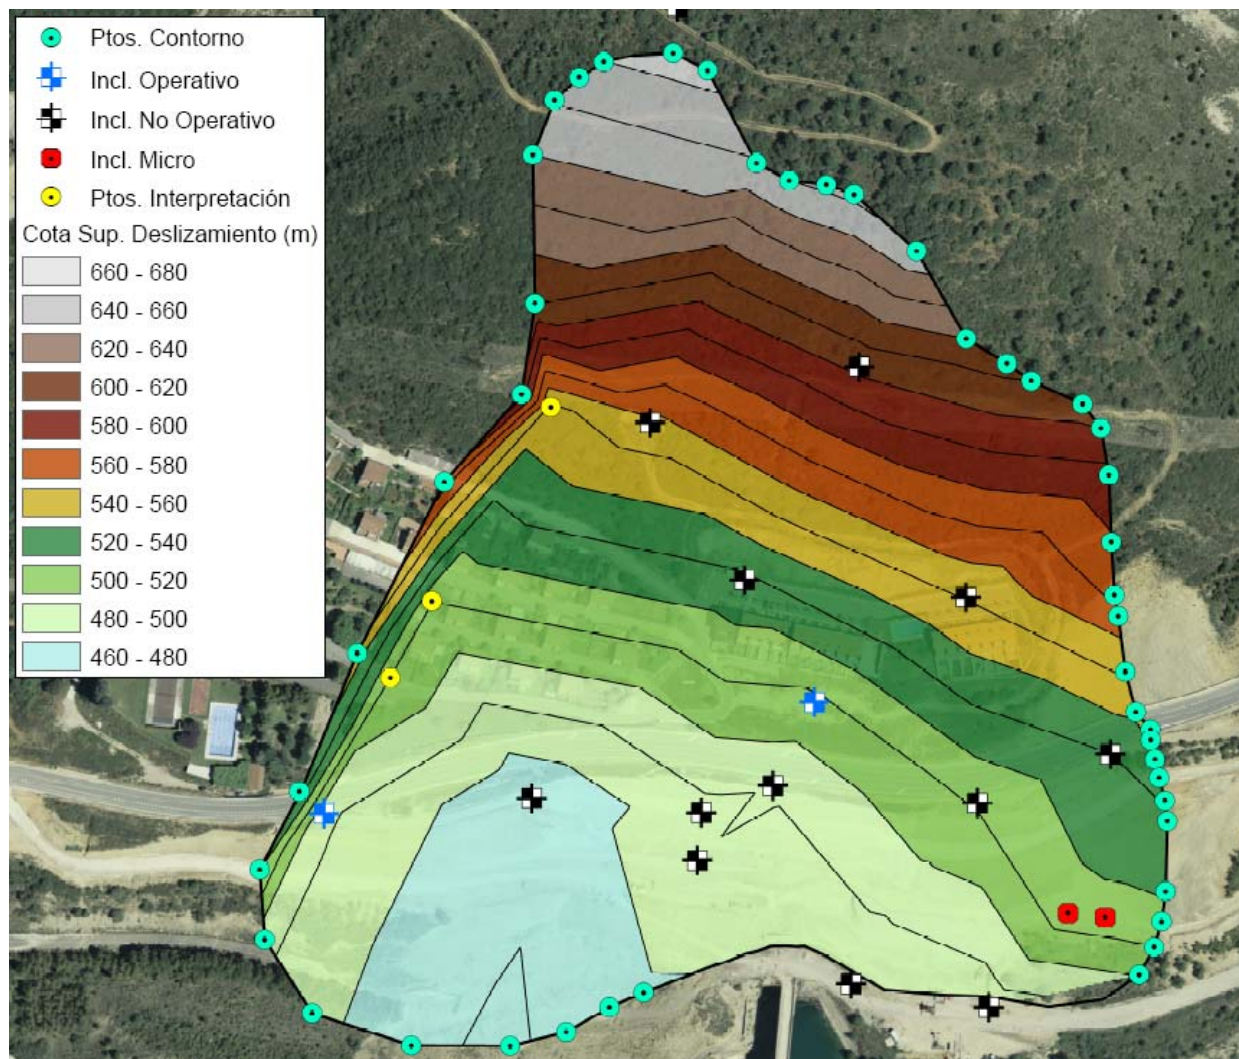 Ptos. Contorno
Incl. Operativo
Incl. No Operativo
Incl. Micro
Ptos. Interpretación
Cota Sup. Deslizamiento (m)
660 - 680
640 - 660
620 - 640
600 - 620
580 - 600
560 - 580
540 - 560
520 - 540
500 - 520
480 - 500
460 - 480